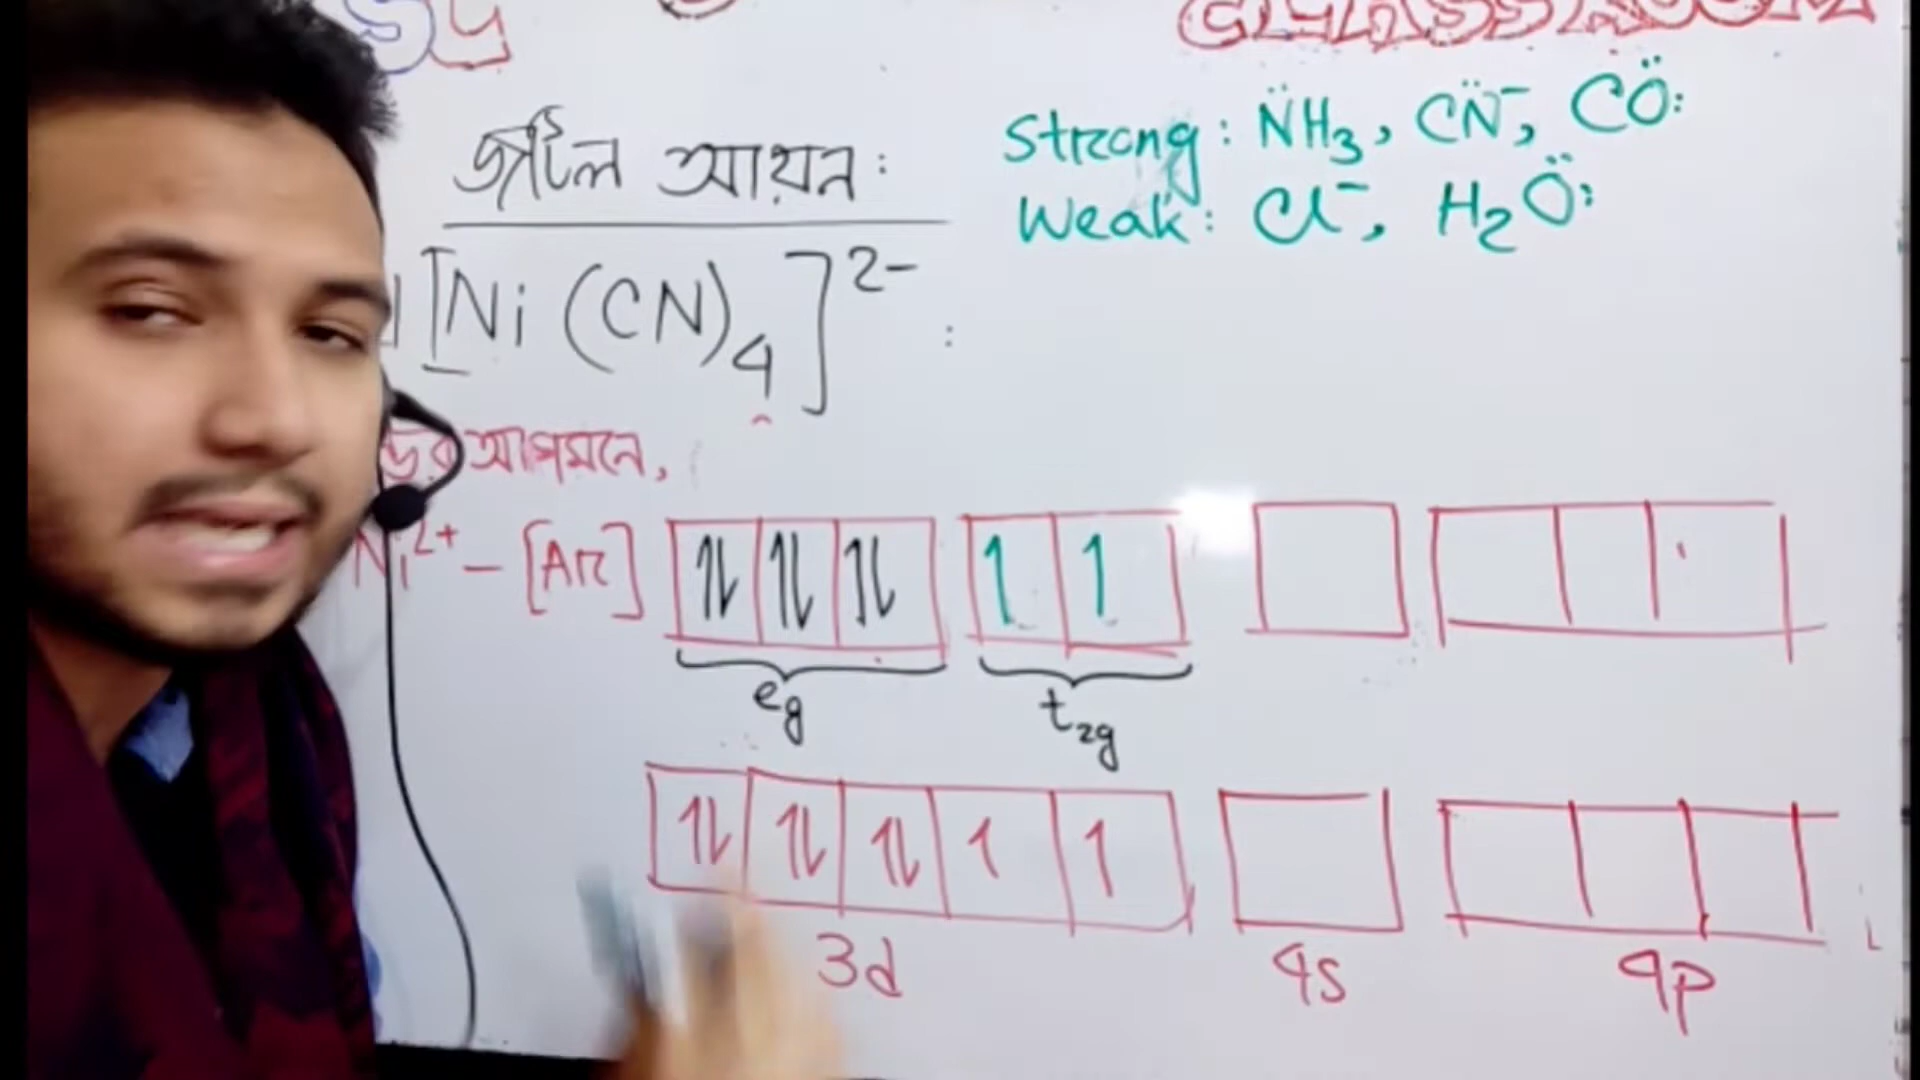 CLASSROOM
জটিল আয়ন:
Strong: NH3, CN-, CO:
Weak: Cl-, H2O:
[Ni(CN)4]2- :
আগমনে,
Ni2+ - [Ar] ⥮ ⥮ ⥮ ↿ ↿
eg t2g
⥮ ⥮ ⥮ ↿ ↿
3d 4s 4p